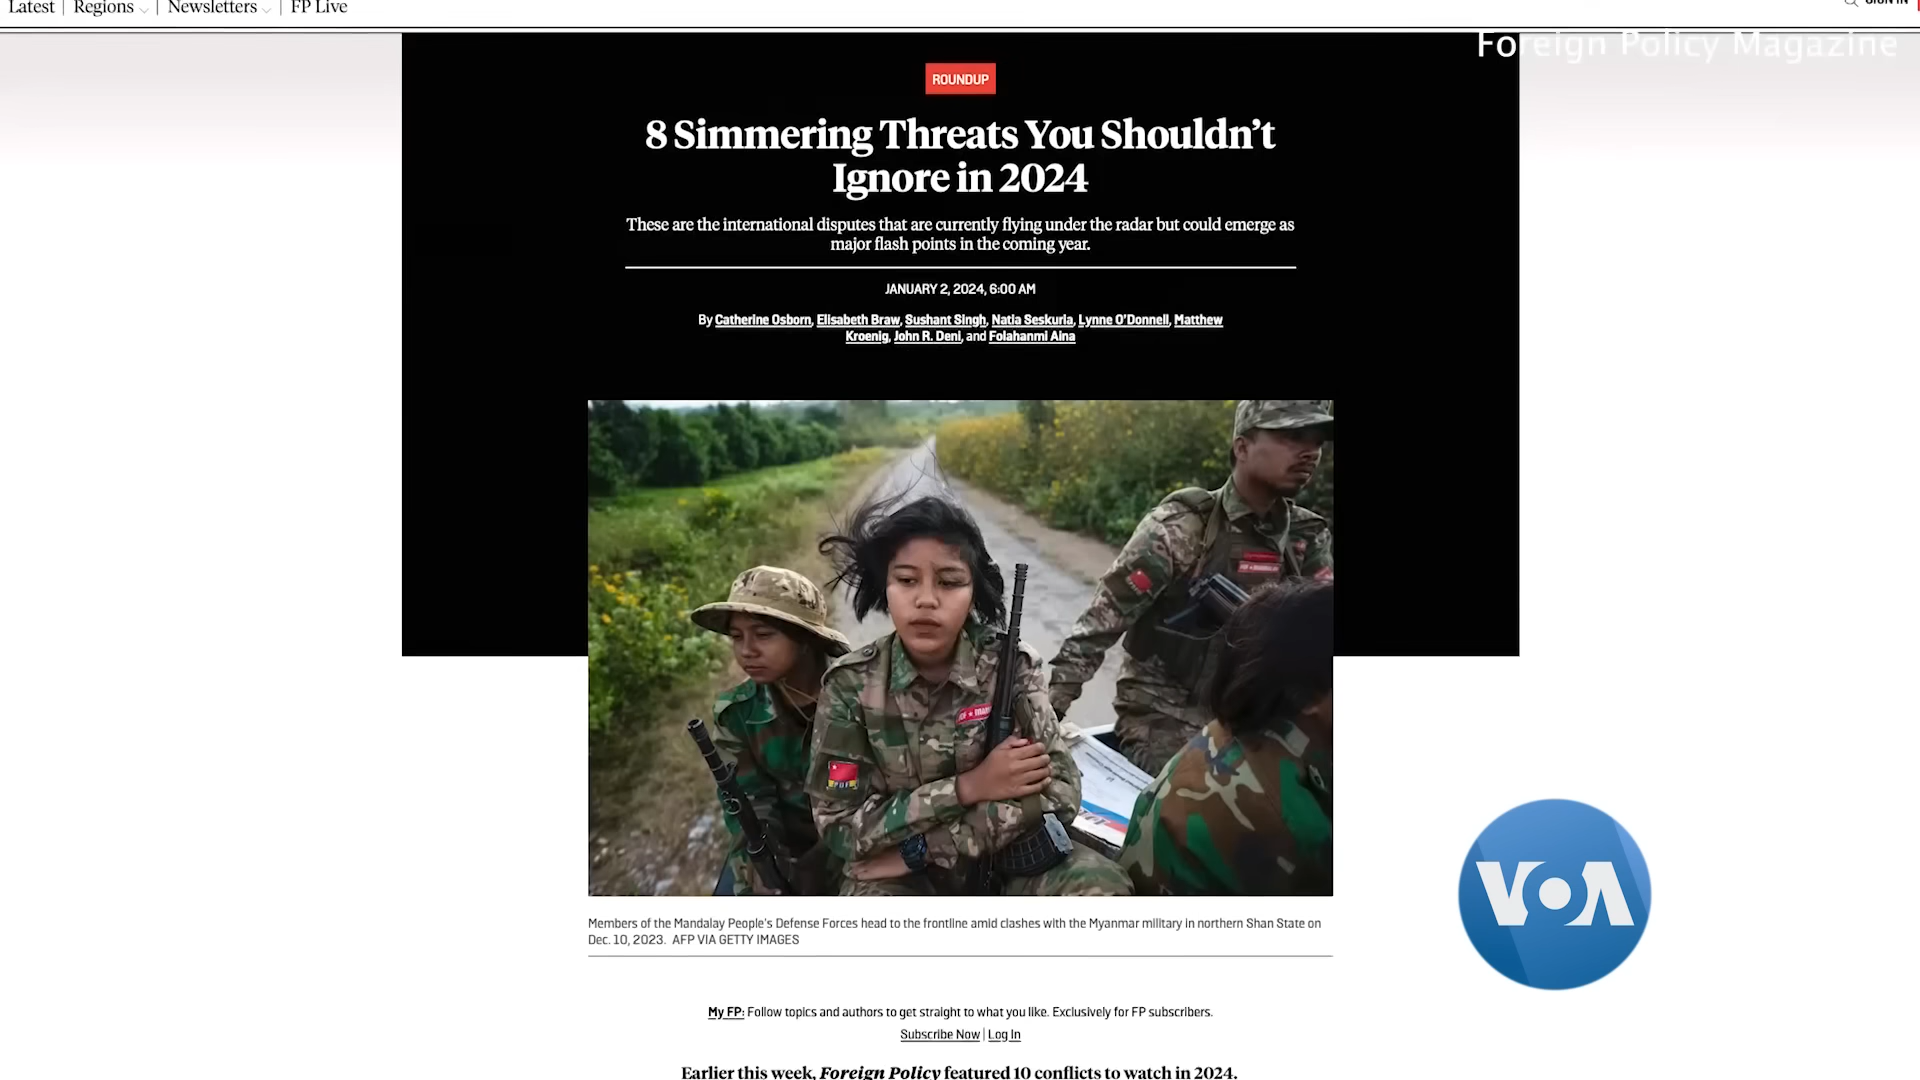 Latest | Regions | Newsletters | FP Live
SIGN IN
Foreign Policy Magazine
ROUNDUP
8 Simmering Threats You Shouldn’t
Ignore in 2024
These are the international disputes that are currently flying under the radar but could emerge as
major flash points in the coming year.
JANUARY 2, 2024, 6:00 AM
By Catherine Osborn, Elisabeth Braw, Sushant Singh, Natia Seskuria, Lynne O’Donnell, Matthew
Kroenig, John R. Deni, and Folahanmi Aina
PDF
Members of the Mandalay People’s Defense Forces head to the frontline amid clashes with the Myanmar military in northern Shan State on
Dec. 10, 2023. AFP VIA GETTY IMAGES
VOA
My FP: Follow topics and authors to get straight to what you like. Exclusively for FP subscribers.
Subscribe Now | Log In
Earlier this week, Foreign Policy featured 10 conflicts to watch in 2024.